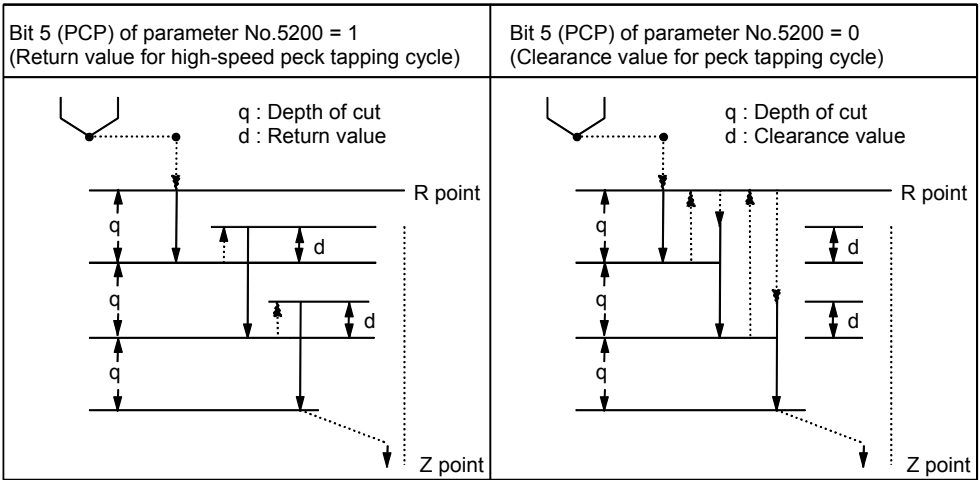 Bit 5 (PCP) of parameter No.5200 = 1
(Return value for high-speed peck tapping cycle)
q : Depth of cut
d : Return value
R point
q
d
q
d
q
Z point
Bit 5 (PCP) of parameter No.5200 = 0
(Clearance value for peck tapping cycle)
q : Depth of cut
d : Clearance value
R point
q
d
q
d
q
Z point